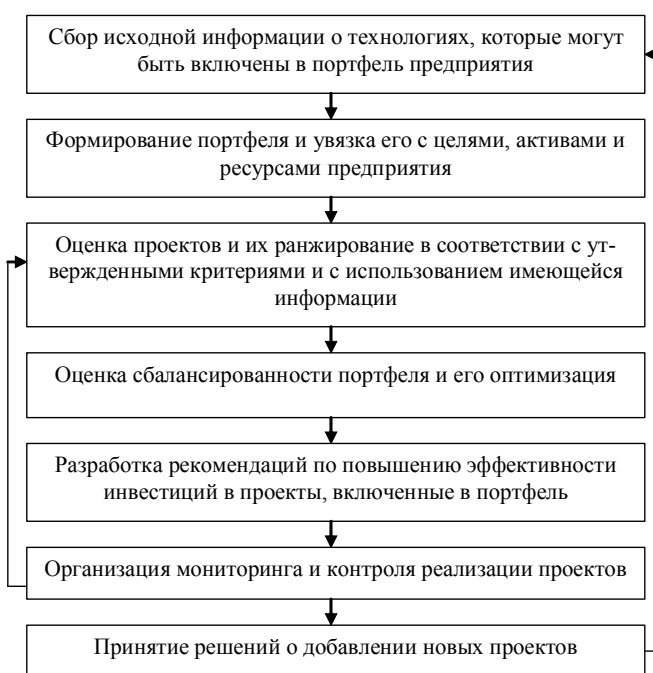 Сбор исходной информации о технологиях, которые могут
быть включены в портфель предприятия
Формирование портфеля и увязка его с целями, активами и
ресурсами предприятия
Оценка проектов и их ранжирование в соответствии с ут-
вержденными критериями и с использованием имеющейся
информации
Оценка сбалансированности портфеля и его оптимизация
Разработка рекомендаций по повышению эффективности
инвестиций в проекты, включенные в портфель
Организация мониторинга и контроля реализации проектов
Принятие решений о добавлении новых проектов